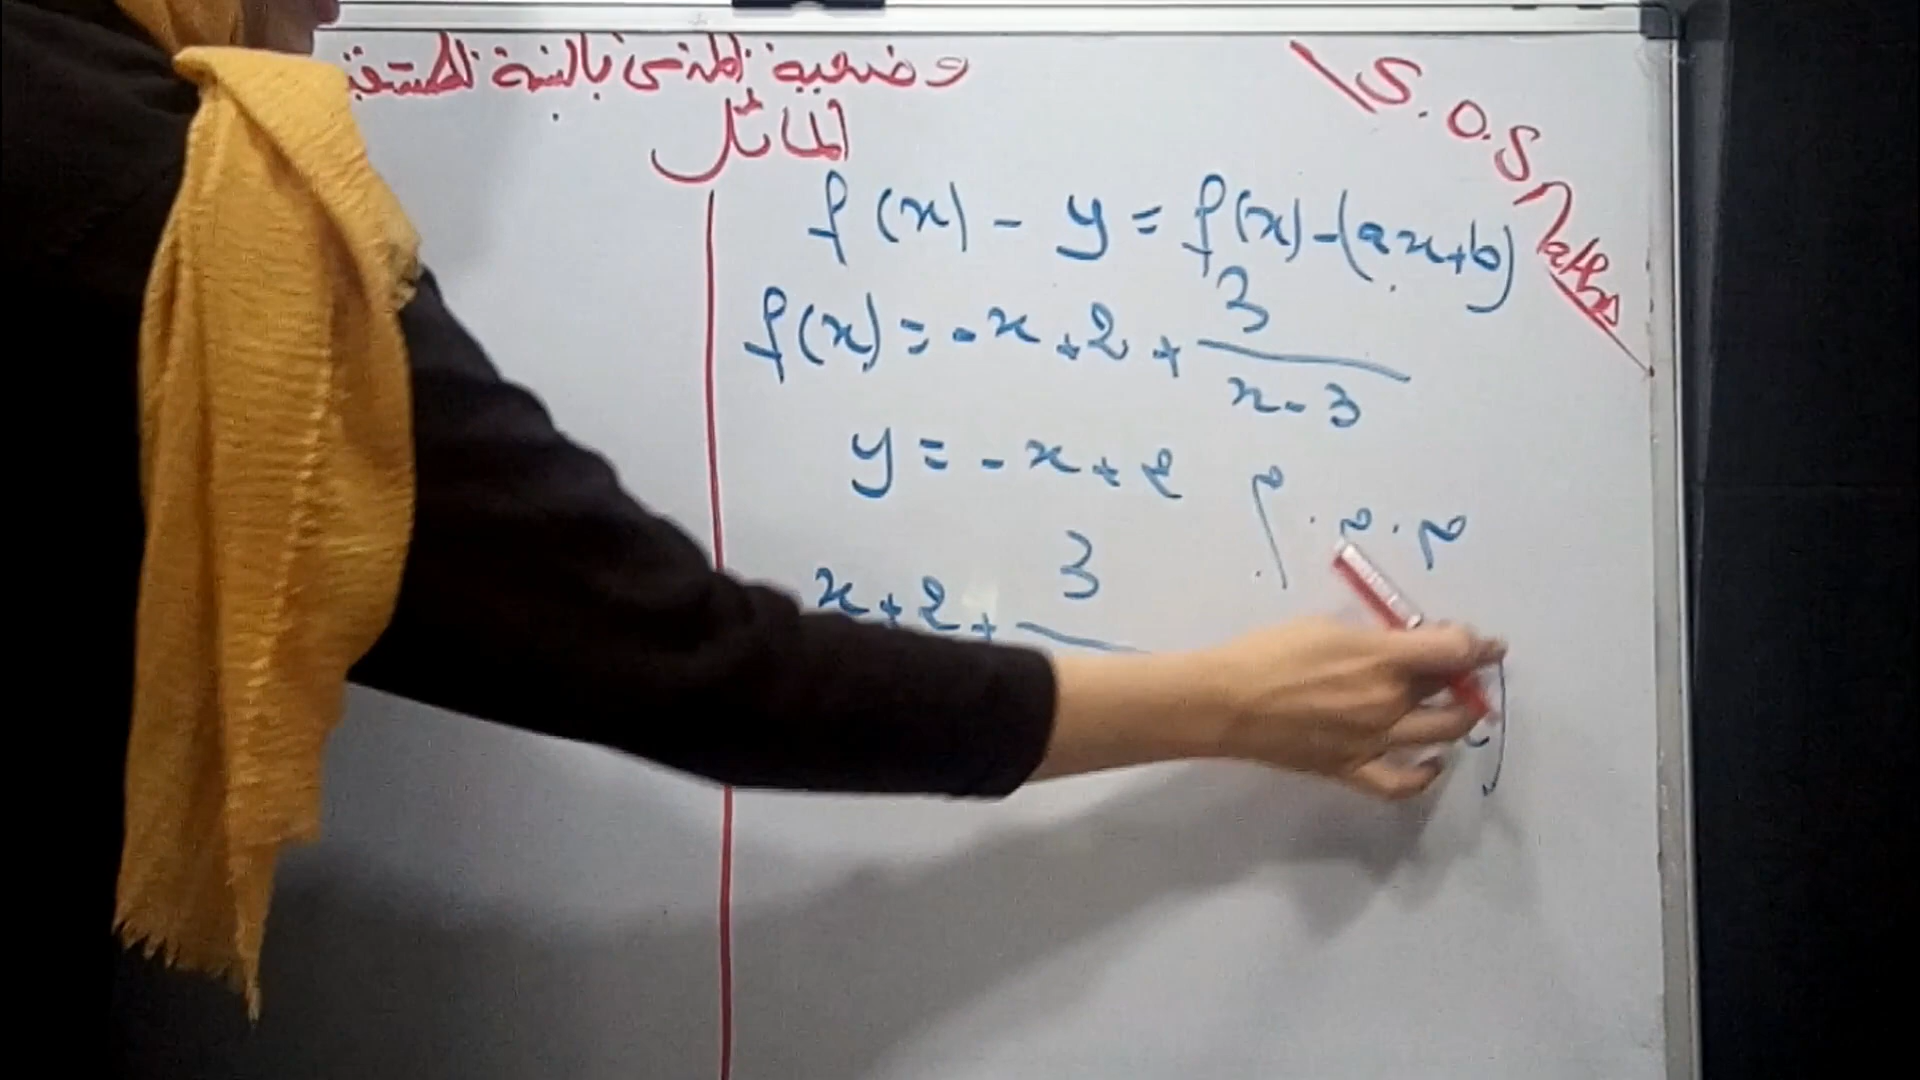 وضعية المنحنى بالنسبة للمستقيم
المائل
S.O.S Maths
f(x) - y = f(x) - (ax+b)
f(x) = -x + 2 + 3/(x-3)
y = -x + 2 م.م.م
x + 2 + 3